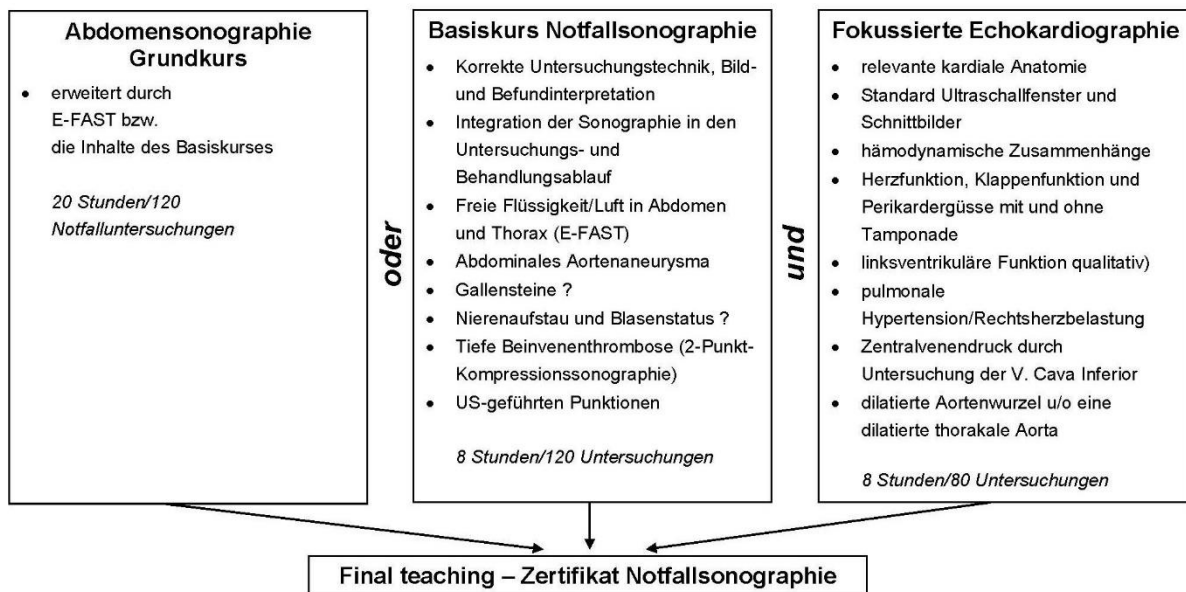 Abdomensonographie
Grundkurs
• erweitert durch
E-FAST bzw.
die Inhalte des Basiskurses
20 Stunden/120
Notfalluntersuchungen
oder
Basiskurs Notfallsonographie
• Korrekte Untersuchungstechnik, Bild-
und Befundinterpretation
• Integration der Sonographie in den
Untersuchungs- und
Behandlungsablauf
• Freie Flüssigkeit/Luft in Abdomen
und Thorax (E-FAST)
• Abdominales Aortenaneurysma
• Gallensteine ?
• Nierenaufstau und Blasenstatus ?
• Tiefe Beinvenenthrombose (2-Punkt-
Kompressionssonographie)
• US-geführten Punktionen
8 Stunden/120 Untersuchungen
und
Fokussierte Echokardiographie
• relevante kardiale Anatomie
• Standard Ultraschallfenster und
Schnittbilder
• hämodynamische Zusammenhänge
• Herzfunktion, Klappenfunktion und
Perikardergüsse mit und ohne
Tamponade
• linksventrikuläre Funktion qualitativ)
• pulmonale
Hypertension/Rechtsherzbelastung
• Zentralvenendruck durch
Untersuchung der V. Cava Inferior
• dilatierte Aortenwurzel u/o eine
dilatierte thorakale Aorta
8 Stunden/80 Untersuchungen
Final teaching – Zertifikat Notfallsonographie